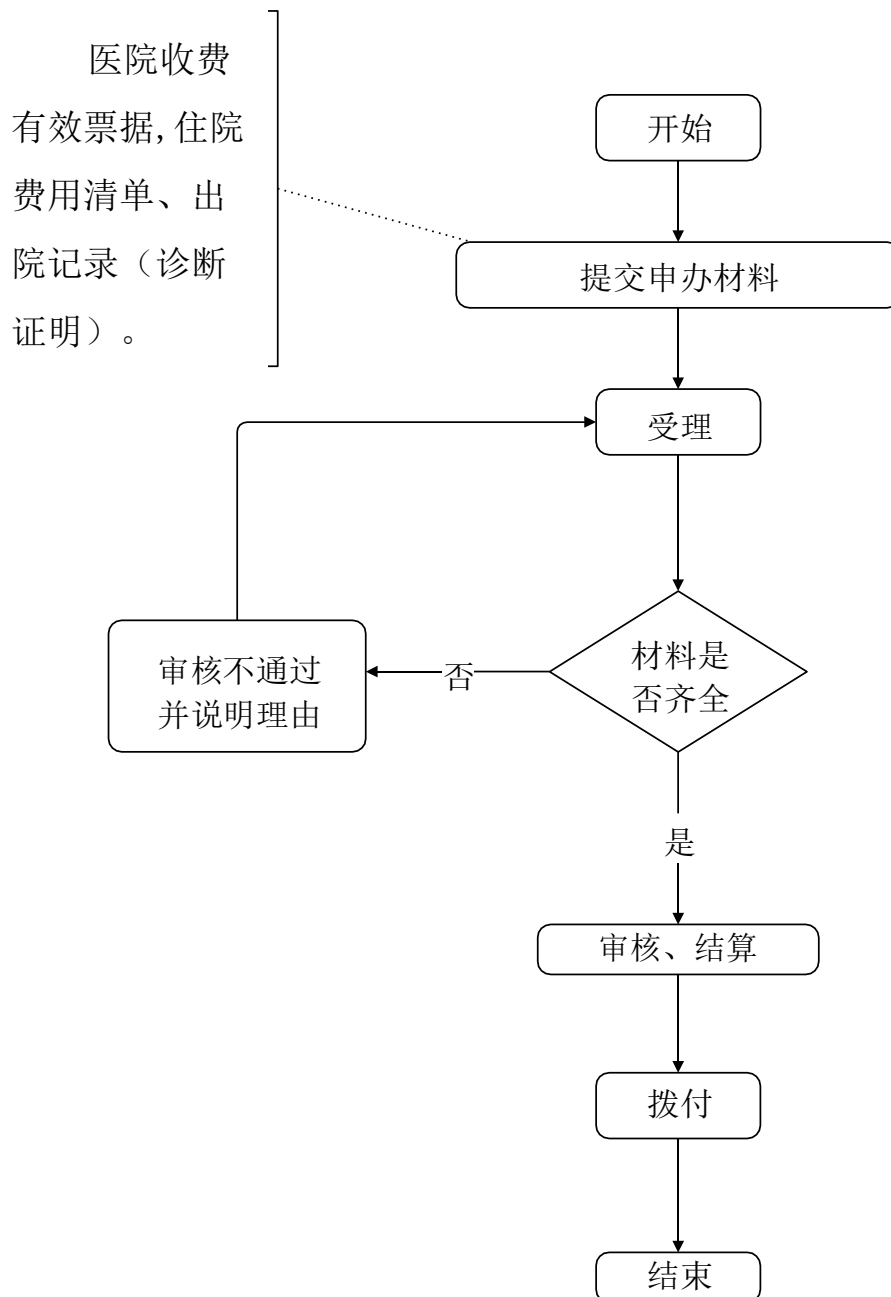 医院收费
有效票据,住院
费用清单、出
院记录（诊断
证明）。
开始
提交申办材料
受理
材料是
否齐全
否
审核不通过
并说明理由
是
审核、结算
拨付
结束